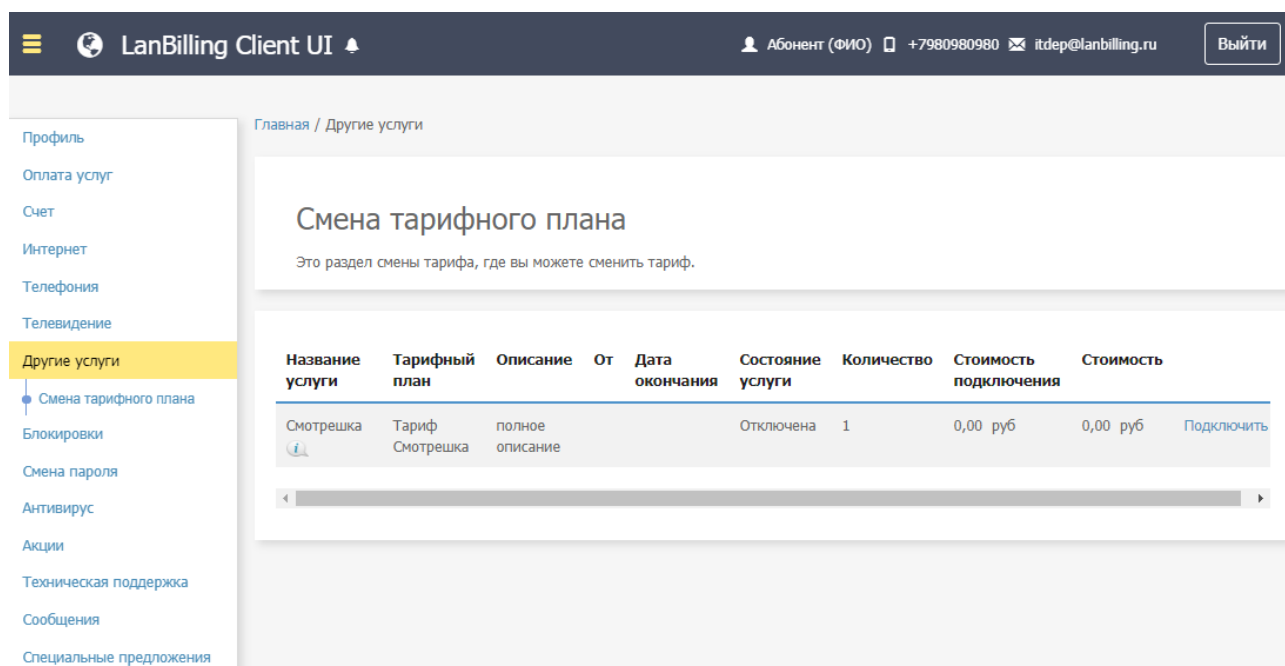 LanBilling Client UI
Абонент (ФИО) +7980980980 itdep@lanbilling.ru Выйти
Профиль
Оплата услуг
Счет
Интернет
Телефония
Телевидение
Другие услуги
Смена тарифного плана
Блокировки
Смена пароля
Антивирус
Акции
Техническая поддержка
Сообщения
Специальные предложения
Главная / Другие услуги
Смена тарифного плана
Это раздел смены тарифа, где вы можете сменить тариф.
Название Тарифный Описание От Дата Состояние Количество Стоимость Стоимость
услуги план окончания услуги подключения
Смотрешка Тариф полное Отключена 1 0,00 руб 0,00 руб Подключить
Смотрешка описание